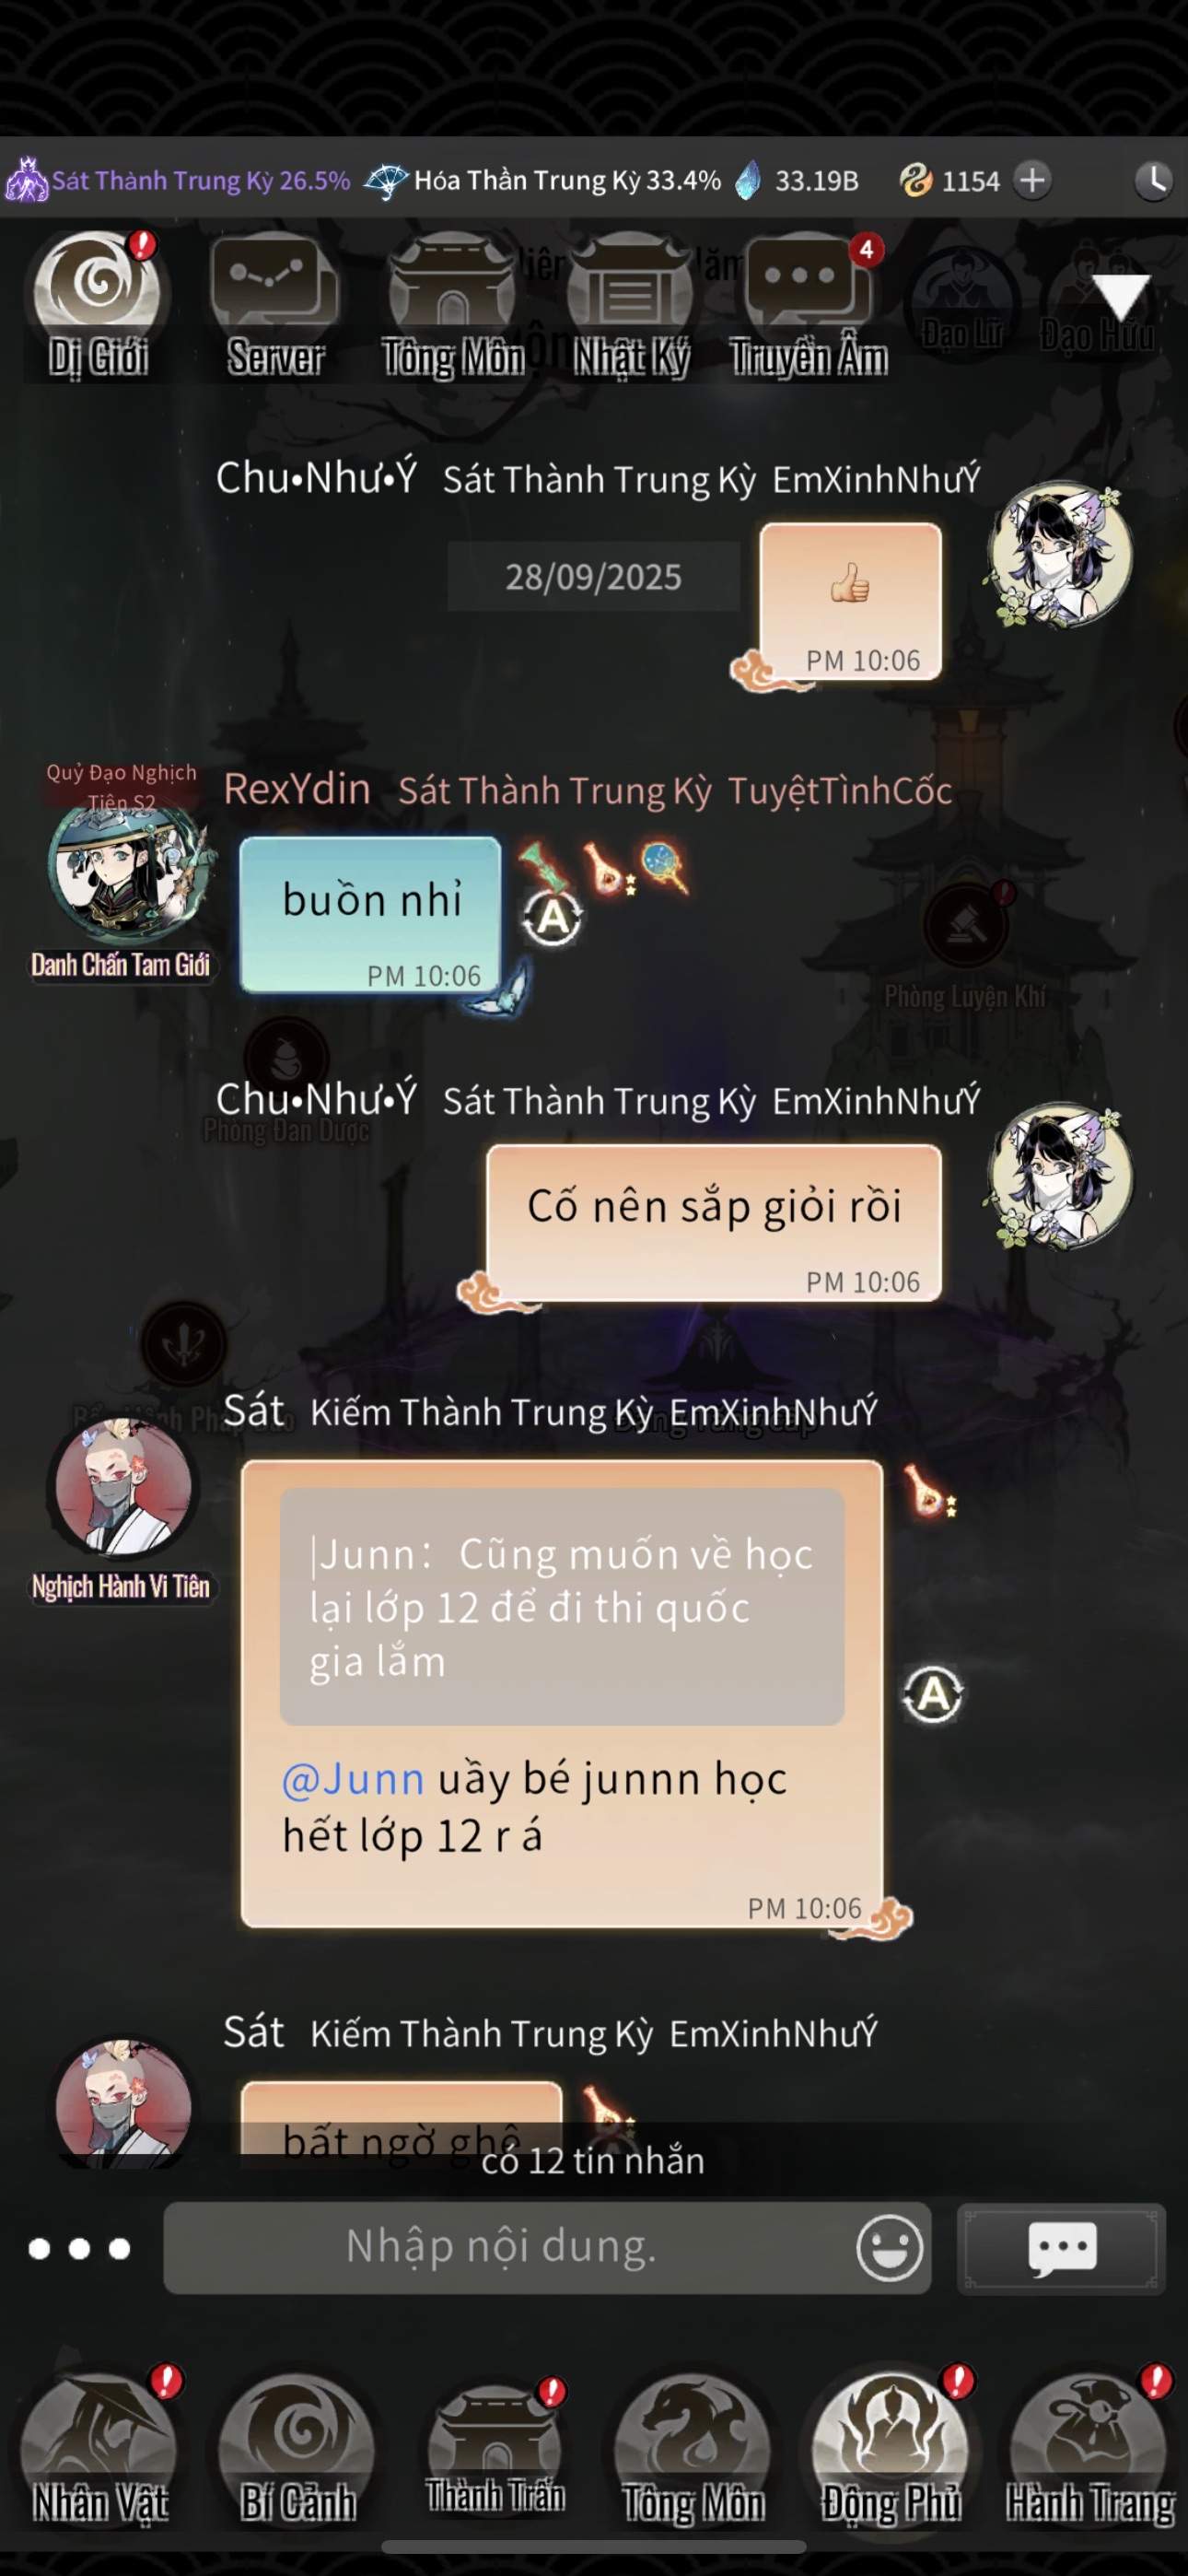 Sát Thành Trung Kỳ 26.5% Hóa Thần Trung Kỳ 33.4% 33.19B 1154
4
Dị Giới Server Tông Môn Nhật Ký Truyền Âm Đạo Lữ Đạo Hữu
Chu•Như•Ý Sát Thành Trung Kỳ EmXinhNhưÝ
28/09/2025
👍
PM 10:06
Quỷ Đạo Nghịch
Tiên S2
RexYdin Sát Thành Trung Kỳ TuyệtTìnhCốc
buồn nhỉ
A
PM 10:06
Danh Chấn Tam Giới
Phòng Luyện Khí
Chu•Như•Ý Sát Thành Trung Kỳ EmXinhNhưÝ
Phòng Đan Dược
Cố nên sắp giỏi rồi
PM 10:06
Sát Kiếm Thành Trung Kỳ EmXinhNhưÝ
Junn: Cũng muốn về học
lại lớp 12 để đi thi quốc
gia lắm
A
@Junn uầy bé junnn học
hết lớp 12 r á
PM 10:06
Nghịch Hành Vi Tiên
Sát Kiếm Thành Trung Kỳ EmXinhNhưÝ
bất ngờ ghê
có 12 tin nhắn
Nhập nội dung.
Nhân Vật Bí Cảnh Thành Trấn Tông Môn Động Phủ Hành Trang